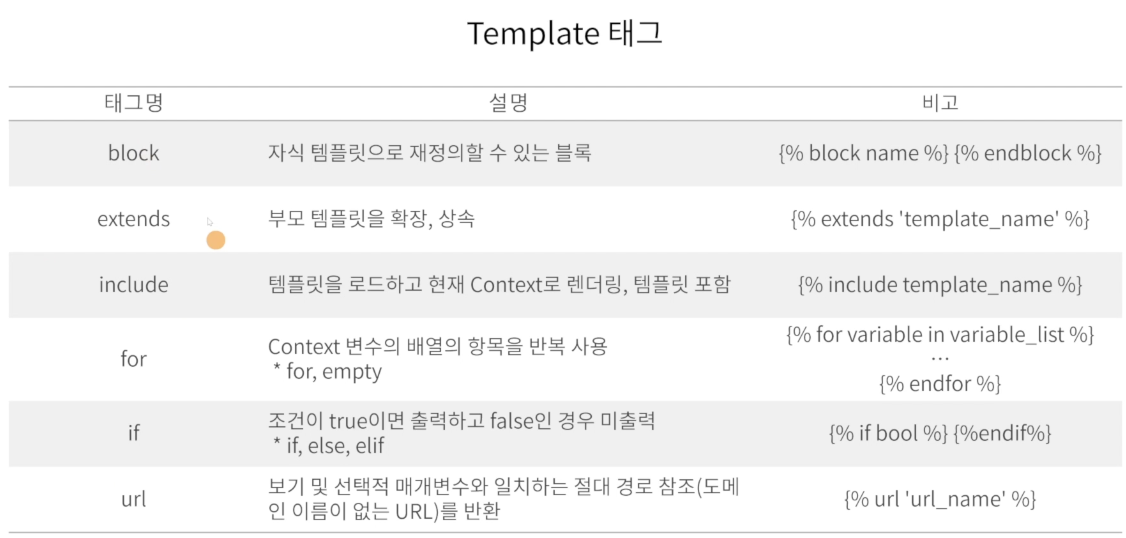 Template 태그
태그명 설명 비고
block 자식 템플릿으로 재정의할 수 있는 블록 {% block name %} {% endblock %}
extends 부모 템플릿을 확장, 상속 {% extends 'template_name' %}
include 템플릿을 로드하고 현재 Context로 렌더링, 템플릿 포함 {% include template_name %}
for Context 변수의 배열의 항목을 반복 사용
* for, empty
{% for variable in variable_list %}
…
{% endfor %}
if 조건이 true이면 출력하고 false인 경우 미출력
* if, else, elif
{% if bool %} {%endif%}
url 보기 및 선택적 매개변수와 일치하는 절대 경로 참조(도메
인 이름이 없는 URL)를 반환
{% url 'url_name' %}